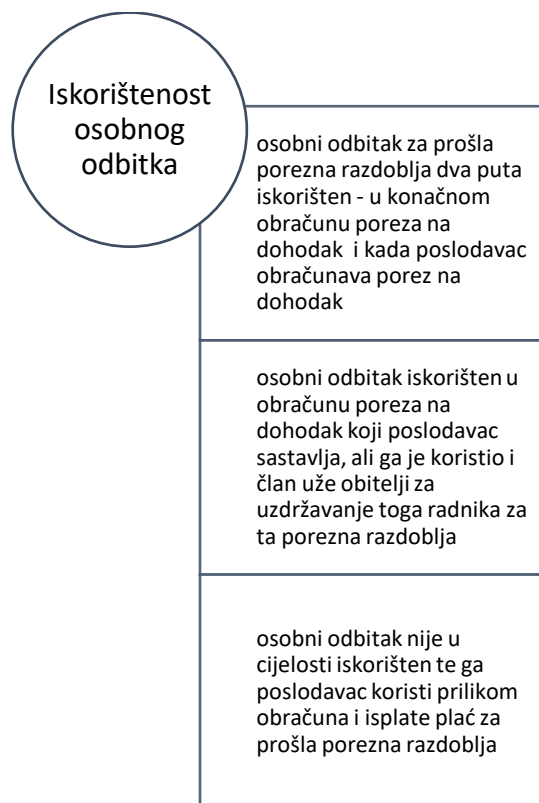 Iskorištenost
osobnog
odbitka
osobni odbitak za prošla
porezna razdoblja dva puta
iskorišten - u konačnom
obračunu poreza na
dohodak i kada poslodavac
obračunava porez na
dohodak
osobni odbitak iskorišten u
obračunu poreza na
dohodak koji poslodavac
sastavlja, ali ga je koristio i
član uže obitelji za
uzdržavanje toga radnika za
ta porezna razdoblja
osobni odbitak nije u
cijelosti iskorišten te ga
poslodavac koristi prilikom
obračuna i isplate plać za
prošla porezna razdoblja